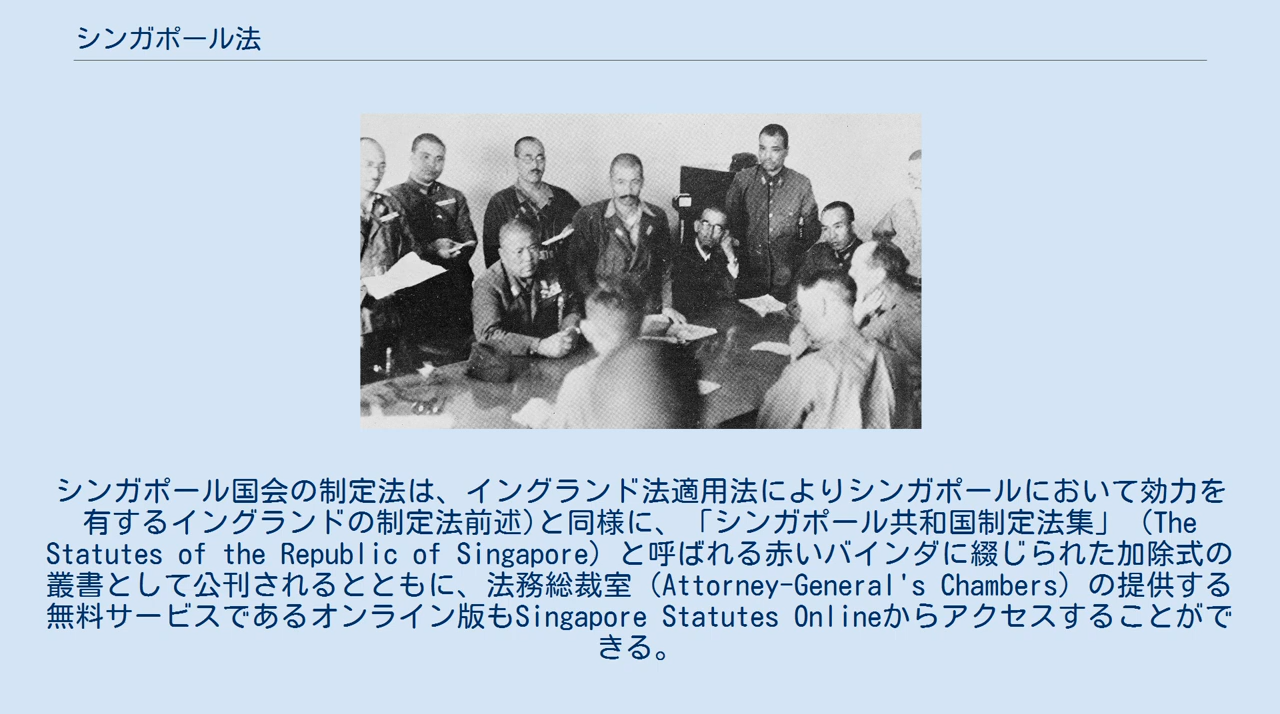 シンガポール法
シンガポール国会の制定法は、イングランド法適用法によりシンガポールにおいて効力を
有するイングランドの制定法前述)と同様に、「シンガポール共和国制定法集」（The
Statutes of the Republic of Singapore）と呼ばれる赤いバインダに綴じられた加除式の
叢書として公刊されるとともに、法務総裁室（Attorney-General's Chambers）の提供する
無料サービスであるオンライン版もSingapore Statutes Onlineからアクセスすることがで
きる。